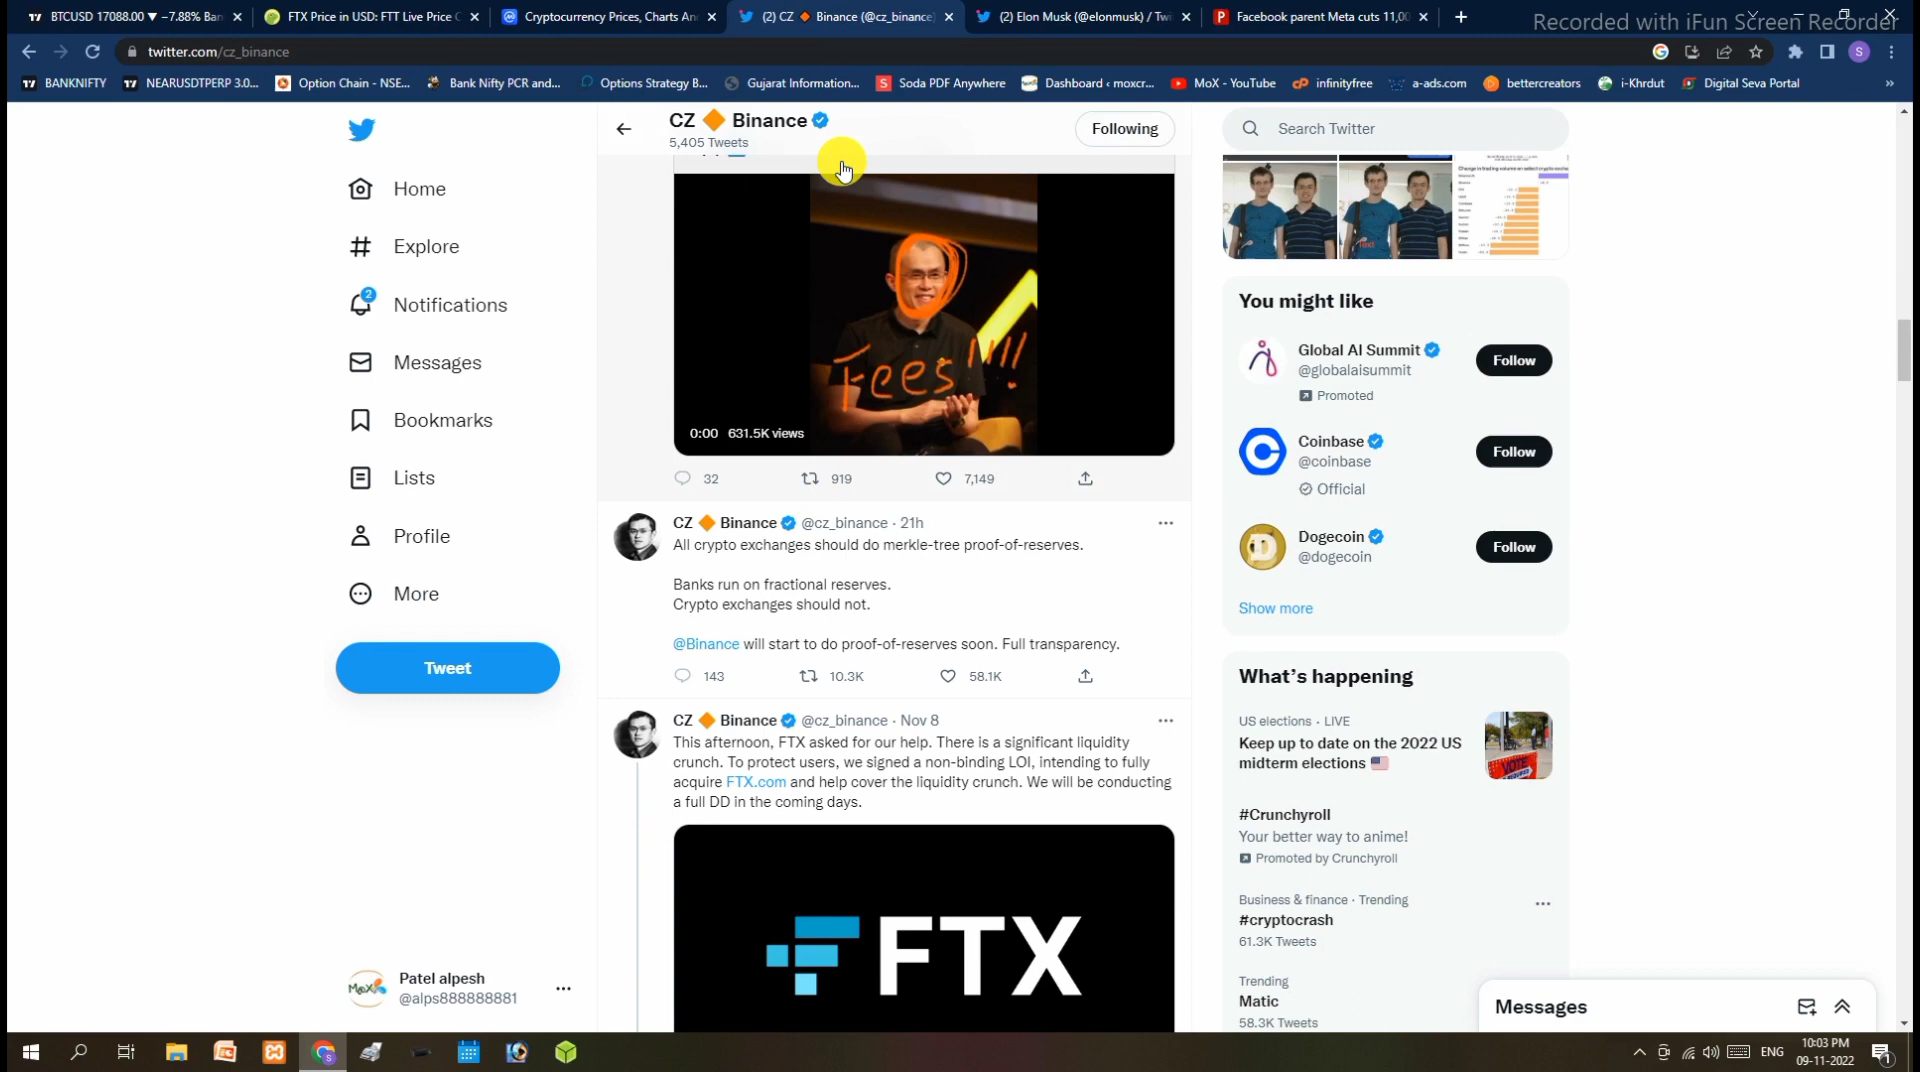 BTCUSD 17088.00 ▼ −7.88% Ban
FTX Price in USD: FTT Live Price C
Cryptocurrency Prices, Charts An
(2) CZ 🔶 Binance (@cz_binance)
(2) Elon Musk (@elonmusk) / Twi
Facebook parent Meta cuts 11,00
Recorded with iFun Screen Recorder
twitter.com/cz_binance
BANKNIFTY
NEARUSDTPERP 3.0...
Option Chain - NSE...
Bank Nifty PCR and...
Options Strategy B...
Gujarat Information...
Soda PDF Anywhere
Dashboard ‹ moxcr...
MoX - YouTube
infinityfree
a-ads.com
bettercreators
i-Khrdut
Digital Seva Portal
CZ 🔶 Binance
5,405 Tweets
Following
Search Twitter
Home
Explore
2
Notifications
Messages
Bookmarks
Lists
Profile
More
Tweet
Patel alpesh
@alps888888881
Fees!!!!
0:00 631.5K views
32 919 7,149
CZ 🔶 Binance @cz_binance · 21h
All crypto exchanges should do merkle-tree proof-of-reserves.
Banks run on fractional reserves.
Crypto exchanges should not.
@Binance will start to do proof-of-reserves soon. Full transparency.
143 10.3K 58.1K
CZ 🔶 Binance @cz_binance · Nov 8
This afternoon, FTX asked for our help. There is a significant liquidity
crunch. To protect users, we signed a non-binding LOI, intending to fully
acquire FTX.com and help cover the liquidity crunch. We will be conducting
a full DD in the coming days.
FTX
You might like
Global AI Summit
@globalaisummit
Promoted
Follow
Coinbase
@coinbase
Official
Follow
Dogecoin
@dogecoin
Follow
Show more
What's happening
US elections · LIVE
Keep up to date on the 2022 US
midterm elections 🇺🇸
VOTE
#Crunchyroll
Your better way to anime!
Promoted by Crunchyroll
Business & finance · Trending
#cryptocrash
61.3K Tweets
Trending
Matic
58.3K Tweets
Messages
ENG
10:03 PM
09-11-2022
1